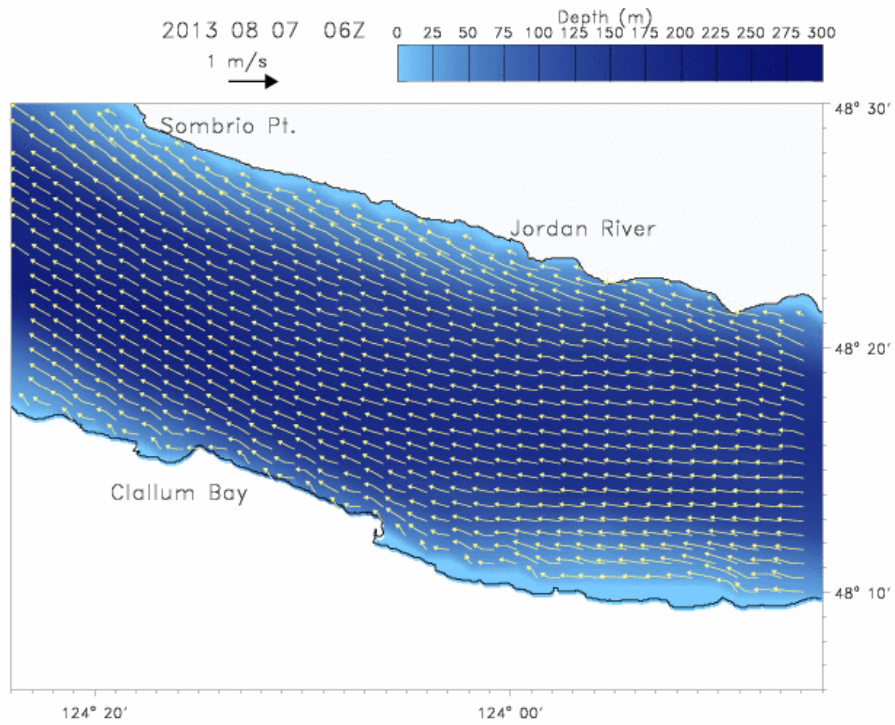 Depth (m)
2013 08 07 06Z
0 25 50 75 100 125 150 175 200 225 250 275 300
1 m/s
48° 30'
Sombrio Pt.
Jordan River
48° 20'
Clallum Bay
48° 10'
124° 20'
124° 00'